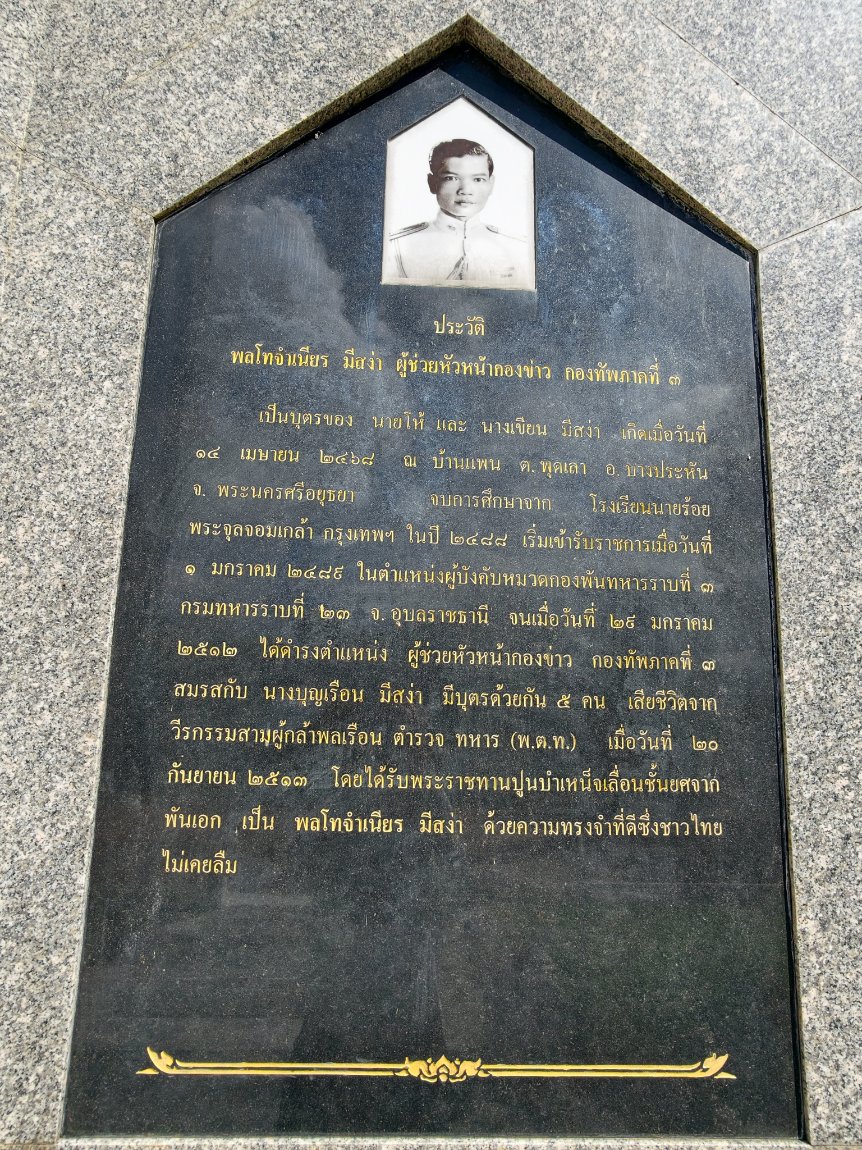 ประวัติ
พลโทจำเนียร มีสง่า ผู้ช่วยหัวหน้ากองข่าว กองทัพภาคที่ ๓
เป็นบุตรของ นายโห้ และ นางเขียน มีสง่า เกิดเมื่อวันที่
๑๔ เมษายน ๒๔๖๘ ณ บ้านแพน ต. พุดเลา อ. บางประหัน
จ. พระนครศรีอยุธยา จบการศึกษาจาก โรงเรียนนายร้อย
พระจุลจอมเกล้า กรุงเทพฯ ในปี ๒๔๘๘ เริ่มเข้ารับราชการเมื่อวันที่
๑ มกราคม ๒๔๘๙ ในตำแหน่งผู้บังคับหมวดกองพันทหารราบที่ ๓
กรมทหารราบที่ ๒๓ จ. อุบลราชธานี จนเมื่อวันที่ ๒๙ มกราคม
๒๕๑๒ ได้ดำรงตำแหน่ง ผู้ช่วยหัวหน้ากองข่าว กองทัพภาคที่ ๓
สมรสกับ นางบุญเรือน มีสง่า มีบุตรด้วยกัน ๕ คน เสียชีวิตจาก
วีรกรรมสามผู้กล้าพลเรือน ตำรวจ ทหาร (พ.ต.ท.) เมื่อวันที่ ๒๐
กันยายน ๒๕๑๓ โดยได้รับพระราชทานปูนบำเหน็จเลื่อนชั้นยศจาก
พันเอก เป็น พลโทจำเนียร มีสง่า ด้วยความทรงจำที่ดีซึ่งชาวไทย
ไม่เคยลืม